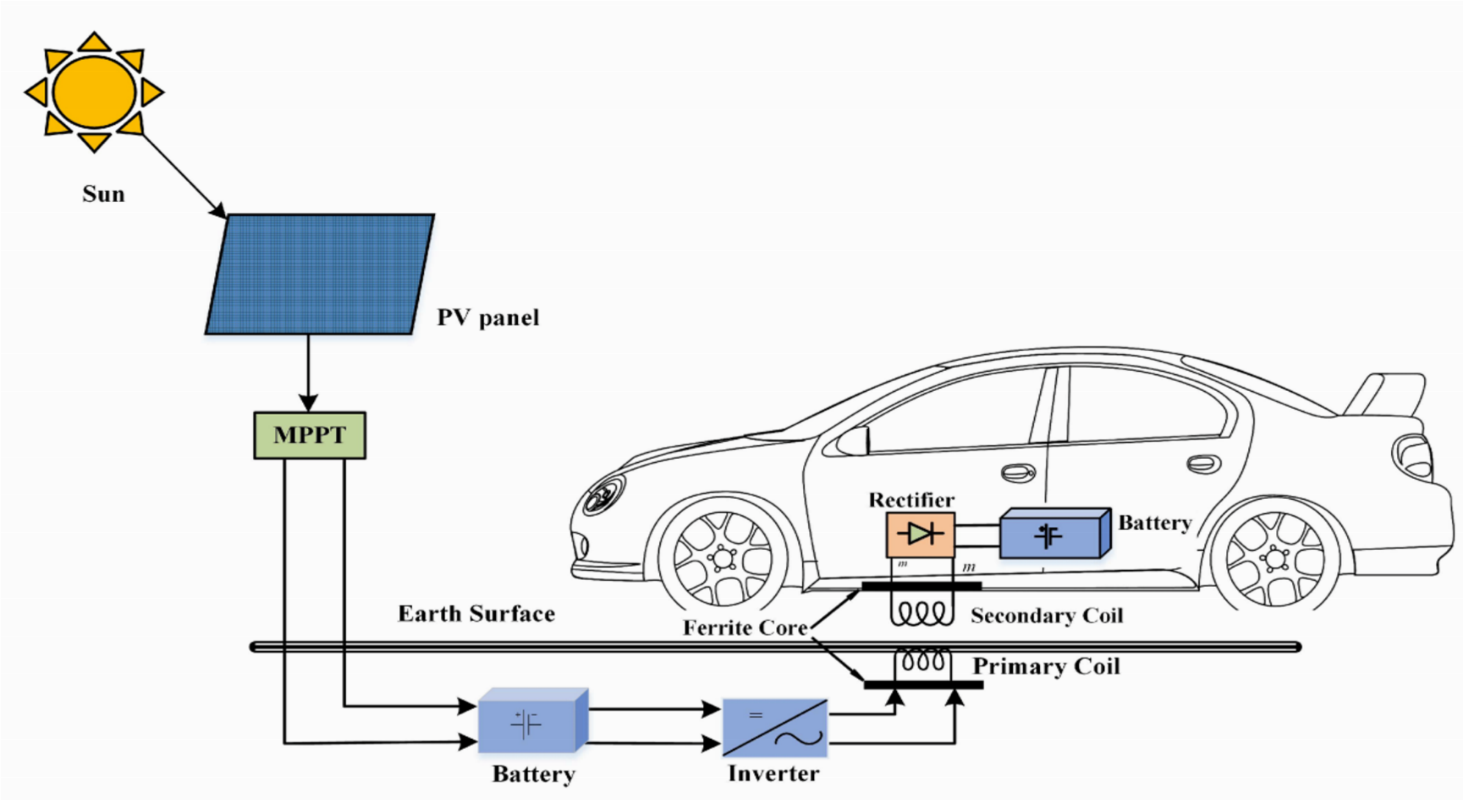 Sun
PV panel
MPPT
Rectifier
Battery
m
m
Earth Surface
Ferrite Core
Secondary Coil
Primary Coil
Battery
Inverter